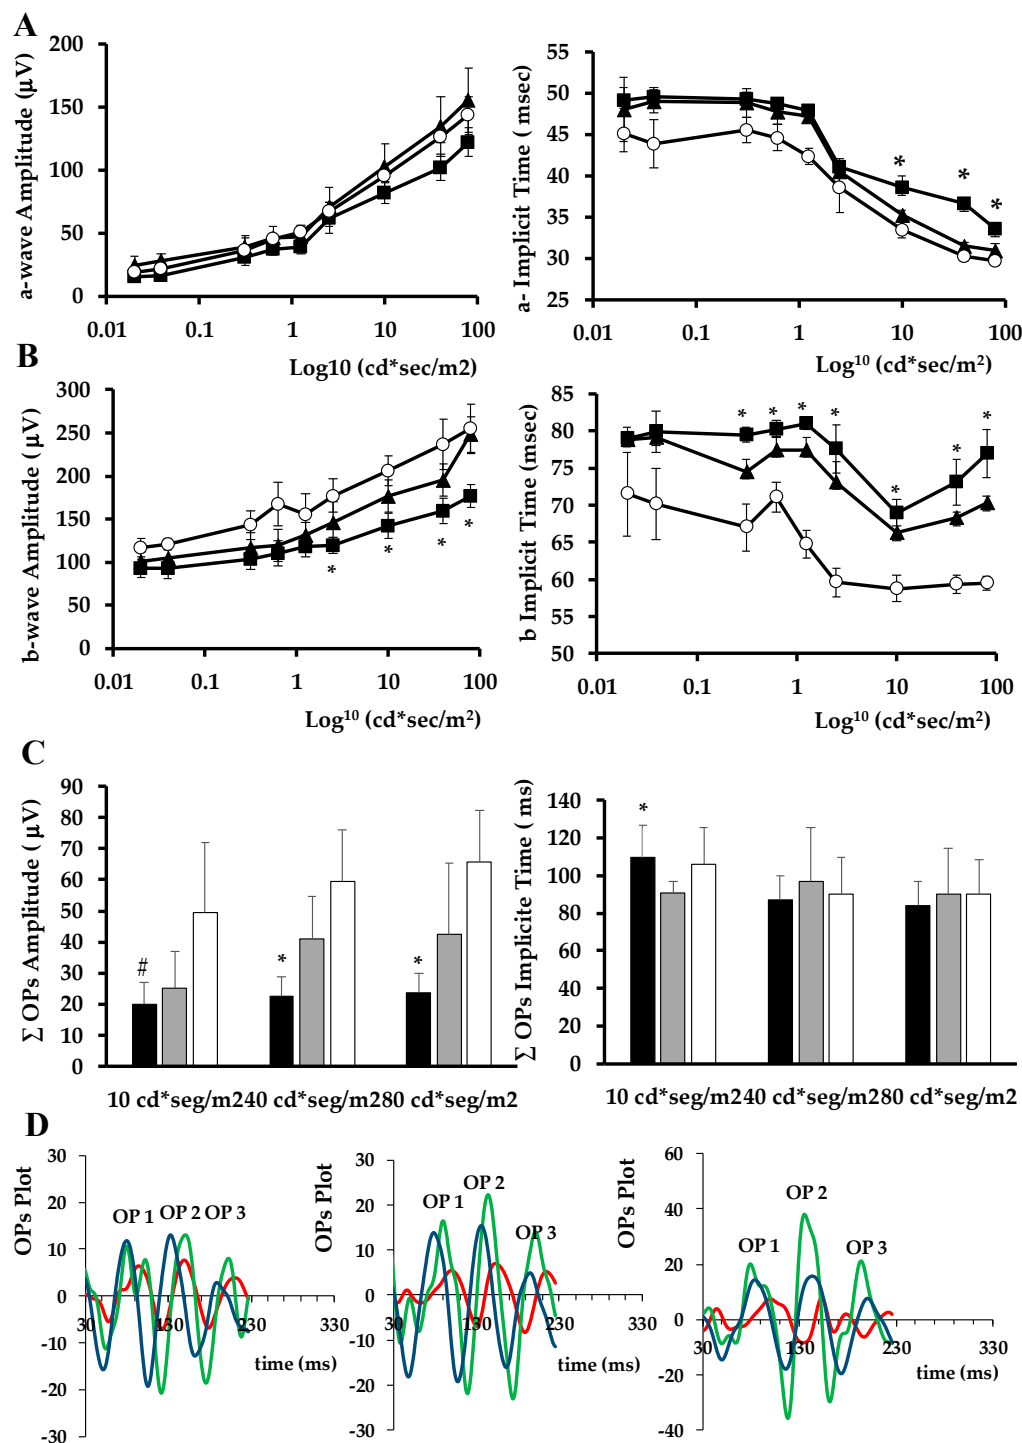 A
a-wave Amplitude (μV)
200
150
100
50
0
0.01 0.1 1 10 100
Log10 (cd*sec/m2)
a- Implicit Time ( msec)
55
50
45
40
35
30
25
* * *
0.01 0.1 1 10 100
Log¹⁰ (cd*sec/m²)
B
b-wave Amplitude (μV)
300
250
200
150
100
50
0
* * * *
0.01 0.1 1 10 100
Log¹⁰ (cd*sec/m²)
b Implicit Time (msec)
85
80
75
70
65
60
55
50
* * * * * * *
0.01 0.1 1 10 100
Log¹⁰ (cd*sec/m²)
C
∑ OPs Amplitude ( μV)
90
80
70
60
50
40
30
20
10
0
# * *
10 cd*seg/m240 cd*seg/m280 cd*seg/m2
∑ OPs Implicite Time ( ms)
140
120
100
80
60
40
20
0
*
10 cd*seg/m240 cd*seg/m280 cd*seg/m2
D
OPs Plot
30
20
10
0
-10
-20
-30
OP 1 OP 2 OP 3
30 130 230 330
time (ms)
OPs Plot
30
20
10
0
-10
-20
-30
OP 1 OP 2 OP 3
30 130 230 330
time (ms)
OPs Plot
60
40
20
0
-20
-40
OP 1 OP 2 OP 3
30 130 230 330
time (ms)